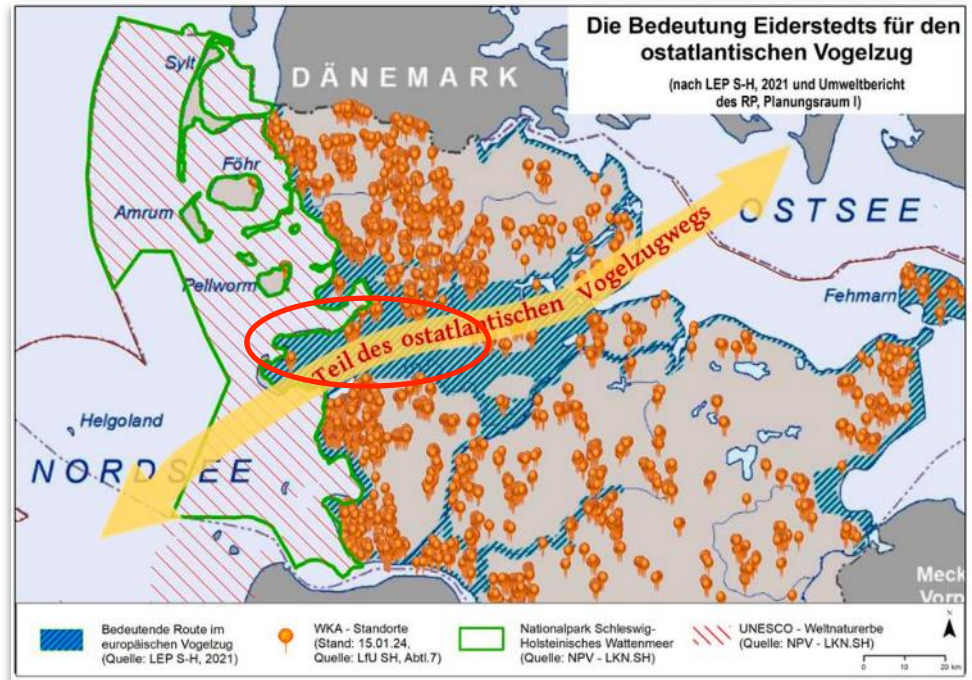 Die Bedeutung Eiderstedts für den
ostatlantischen Vogelzug
(nach LEP S-H, 2021 und Umweltbericht
des RP, Planungsraum I)
DÄNEMARK
Sylt
Föhr
Amrum
Pellworm
OSTSEE
Fehmarn
Teil des ostatlantischen Vogelzugwegs
Helgoland
NORDSEE
Meck
Vorp
Bedeutende Route im
europäischen Vogelzug
(Quelle: LEP S-H, 2021)
WKA - Standorte
(Stand: 15.01.24,
Quelle: LfU SH, Abtl.7)
Nationalpark Schleswig-
Holsteinisches Wattenmeer
(Quelle: NPV - LKN.SH)
UNESCO - Weltnaturerbe
(Quelle: NPV - LKN.SH)
N
0 10 20 km